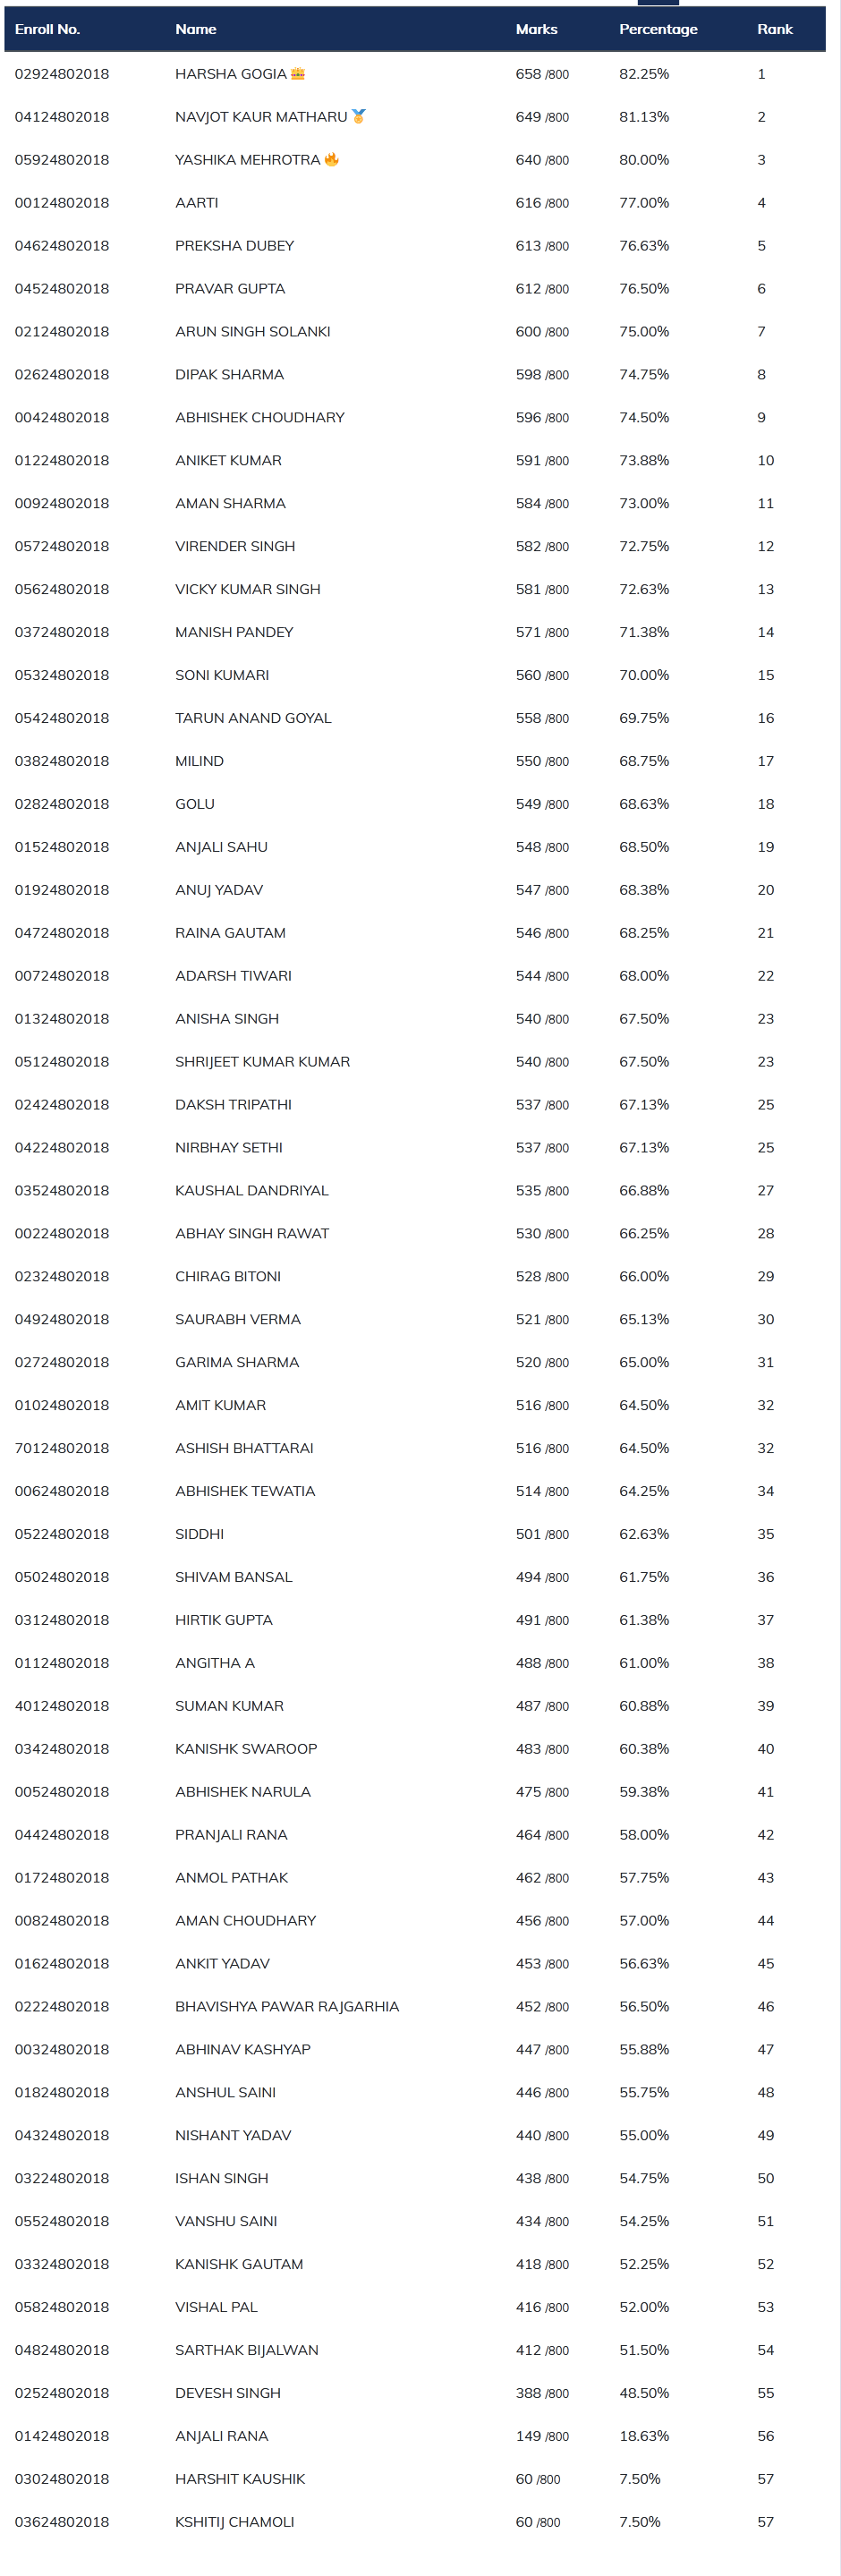 Enroll No. Name Marks Percentage Rank
02924802018 HARSHA GOGIA 658 /800 82.25% 1
04124802018 NAVJOT KAUR MATHARU 649 /800 81.13% 2
05924802018 YASHIKA MEHROTRA 640 /800 80.00% 3
00124802018 AARTI 616 /800 77.00% 4
04624802018 PREKSHA DUBEY 613 /800 76.63% 5
04524802018 PRAVAR GUPTA 612 /800 76.50% 6
02124802018 ARUN SINGH SOLANKI 600 /800 75.00% 7
02624802018 DIPAK SHARMA 598 /800 74.75% 8
00424802018 ABHISHEK CHOUDHARY 596 /800 74.50% 9
01224802018 ANIKET KUMAR 591 /800 73.88% 10
00924802018 AMAN SHARMA 584 /800 73.00% 11
05724802018 VIRENDER SINGH 582 /800 72.75% 12
05624802018 VICKY KUMAR SINGH 581 /800 72.63% 13
03724802018 MANISH PANDEY 571 /800 71.38% 14
05324802018 SONI KUMARI 560 /800 70.00% 15
05424802018 TARUN ANAND GOYAL 558 /800 69.75% 16
03824802018 MILIND 550 /800 68.75% 17
02824802018 GOLU 549 /800 68.63% 18
01524802018 ANJALI SAHU 548 /800 68.50% 19
01924802018 ANUJ YADAV 547 /800 68.38% 20
04724802018 RAINA GAUTAM 546 /800 68.25% 21
00724802018 ADARSH TIWARI 544 /800 68.00% 22
01324802018 ANISHA SINGH 540 /800 67.50% 23
05124802018 SHRIJEET KUMAR KUMAR 540 /800 67.50% 23
02424802018 DAKSH TRIPATHI 537 /800 67.13% 25
04224802018 NIRBHAY SETHI 537 /800 67.13% 25
03524802018 KAUSHAL DANDRIYAL 535 /800 66.88% 27
00224802018 ABHAY SINGH RAWAT 530 /800 66.25% 28
02324802018 CHIRAG BITONI 528 /800 66.00% 29
04924802018 SAURABH VERMA 521 /800 65.13% 30
02724802018 GARIMA SHARMA 520 /800 65.00% 31
01024802018 AMIT KUMAR 516 /800 64.50% 32
70124802018 ASHISH BHATTARAI 516 /800 64.50% 32
00624802018 ABHISHEK TEWATIA 514 /800 64.25% 34
05224802018 SIDDHI 501 /800 62.63% 35
05024802018 SHIVAM BANSAL 494 /800 61.75% 36
03124802018 HIRTIK GUPTA 491 /800 61.38% 37
01124802018 ANGITHA A 488 /800 61.00% 38
40124802018 SUMAN KUMAR 487 /800 60.88% 39
03424802018 KANISHK SWAROOP 483 /800 60.38% 40
00524802018 ABHISHEK NARULA 475 /800 59.38% 41
04424802018 PRANJALI RANA 464 /800 58.00% 42
01724802018 ANMOL PATHAK 462 /800 57.75% 43
00824802018 AMAN CHOUDHARY 456 /800 57.00% 44
01624802018 ANKIT YADAV 453 /800 56.63% 45
02224802018 BHAVISHYA PAWAR RAJGARHIA 452 /800 56.50% 46
00324802018 ABHINAV KASHYAP 447 /800 55.88% 47
01824802018 ANSHUL SAINI 446 /800 55.75% 48
04324802018 NISHANT YADAV 440 /800 55.00% 49
03224802018 ISHAN SINGH 438 /800 54.75% 50
05524802018 VANSHU SAINI 434 /800 54.25% 51
03324802018 KANISHK GAUTAM 418 /800 52.25% 52
05824802018 VISHAL PAL 416 /800 52.00% 53
04824802018 SARTHAK BIJALWAN 412 /800 51.50% 54
02524802018 DEVESH SINGH 388 /800 48.50% 55
01424802018 ANJALI RANA 149 /800 18.63% 56
03024802018 HARSHIT KAUSHIK 60 /800 7.50% 57
03624802018 KSHITIJ CHAMOLI 60 /800 7.50% 57